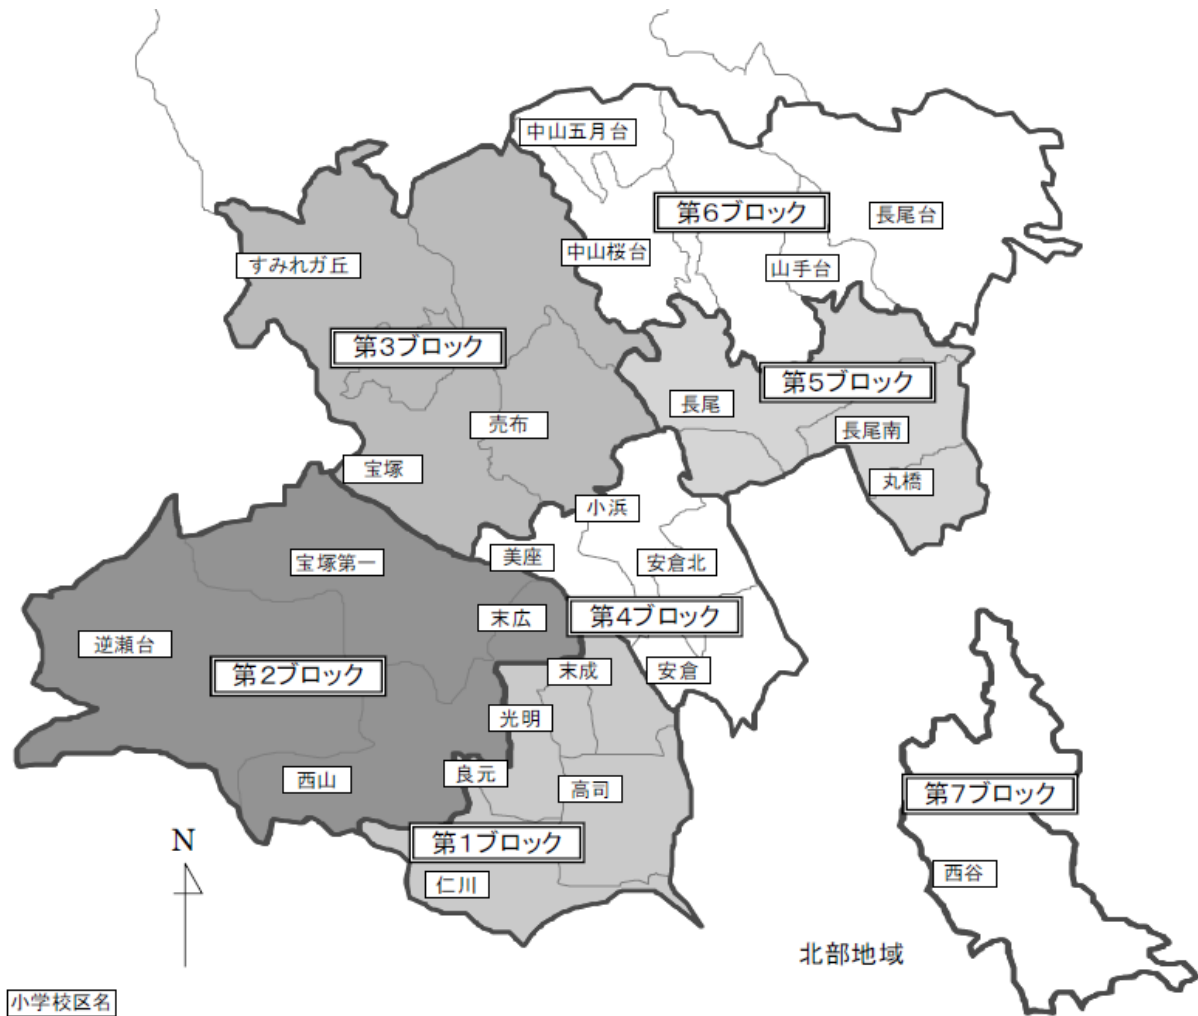 中山五月台
第6ブロック
長尾台
中山桜台
山手台
すみれガ丘
第3ブロック
第5ブロック
長尾
売布
長尾南
宝塚
丸橋
小浜
美座
安倉北
宝塚第一
末広
第4ブロック
逆瀬台
第2ブロック
末成
安倉
光明
西山
良元
高司
第7ブロック
第1ブロック
仁川
西谷
N
北部地域
小学校区名